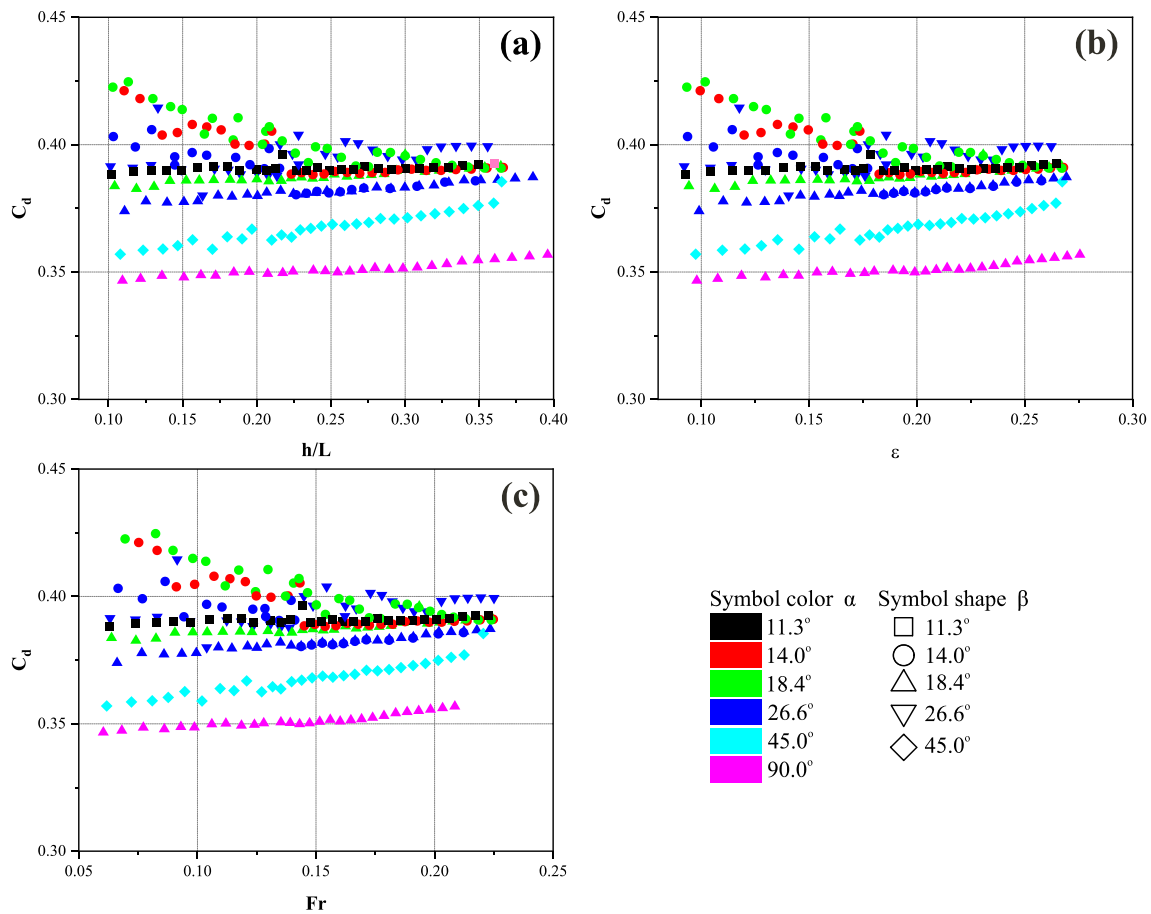 0.45
0.40
0.35
0.30
C_d
(a)
0.10 0.15 0.20 0.25 0.30 0.35 0.40
h/L
0.45
0.40
0.35
0.30
C_d
(b)
0.10 0.15 0.20 0.25 0.30
ε
0.45
0.40
0.35
0.30
C_d
(c)
0.05 0.10 0.15 0.20 0.25
Fr
Symbol color α Symbol shape β
11.3° 11.3°
14.0° 14.0°
18.4° 18.4°
26.6° 26.6°
45.0° 45.0°
90.0°